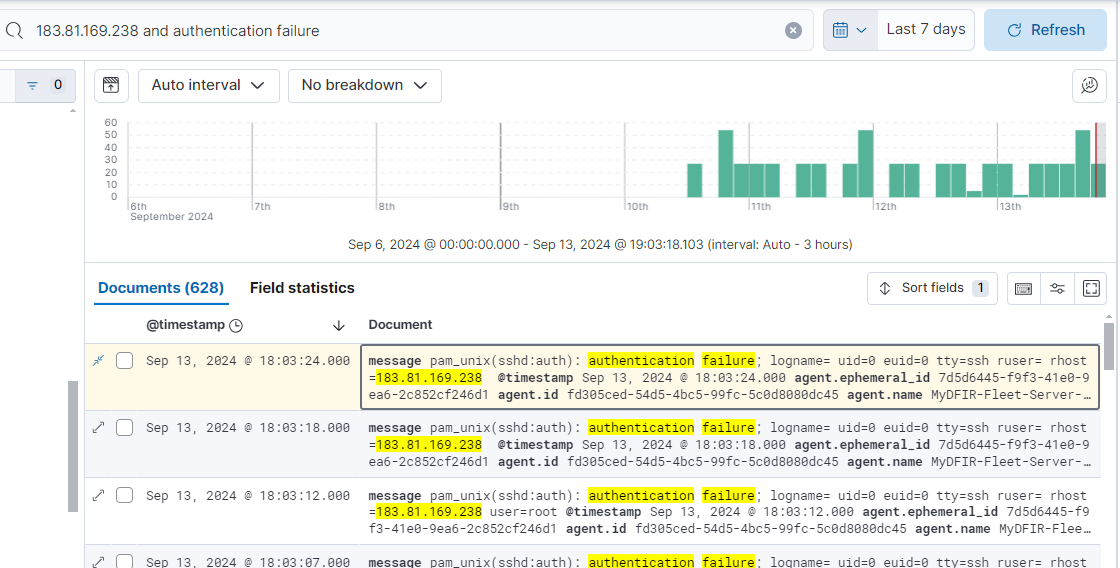 183.81.169.238 and authentication failure
Last 7 days
Refresh
0
Auto interval
No breakdown
60
50
40
30
20
10
0
6th
September 2024
7th
8th
9th
10th
11th
12th
13th
Sep 6, 2024 @ 00:00:00.000 - Sep 13, 2024 @ 19:03:18.103 (interval: Auto - 3 hours)
Documents (628)
Field statistics
Sort fields 1
@timestamp
Document
Sep 13, 2024 @ 18:03:24.000
message pam_unix(sshd:auth): authentication failure; logname= uid=0 euid=0 tty=ssh ruser= rhost
=183.81.169.238 @timestamp Sep 13, 2024 @ 18:03:24.000 agent.ephemeral_id 7d5d6445-f9f3-41e0-9
ea6-2c852cf246d1 agent.id fd305ced-54d5-4bc5-99fc-5c0d8080dc45 agent.name MyDFIR-Fleet-Server-…
Sep 13, 2024 @ 18:03:18.000
message pam_unix(sshd:auth): authentication failure; logname= uid=0 euid=0 tty=ssh ruser= rhost
=183.81.169.238 @timestamp Sep 13, 2024 @ 18:03:18.000 agent.ephemeral_id 7d5d6445-f9f3-41e0-9
ea6-2c852cf246d1 agent.id fd305ced-54d5-4bc5-99fc-5c0d8080dc45 agent.name MyDFIR-Fleet-Server-…
Sep 13, 2024 @ 18:03:12.000
message pam_unix(sshd:auth): authentication failure; logname= uid=0 euid=0 tty=ssh ruser= rhost
=183.81.169.238 user=root @timestamp Sep 13, 2024 @ 18:03:12.000 agent.ephemeral_id 7d5d6445-f9
f3-41e0-9ea6-2c852cf246d1 agent.id fd305ced-54d5-4bc5-99fc-5c0d8080dc45 agent.name MyDFIR-Flee…
Sep 13, 2024 @ 18:03:07.000
message pam_unix(sshd:auth): authentication failure; logname= uid=0 euid=0 tty=ssh ruser= rhost